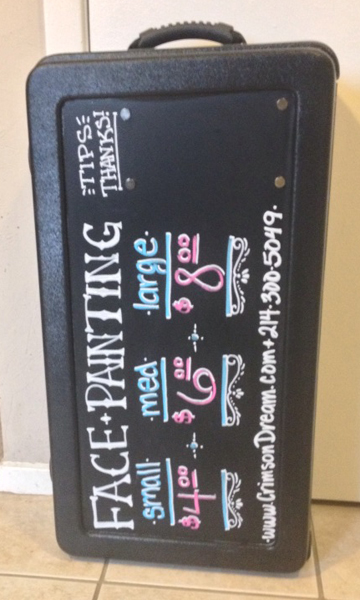 FACE+PAINTING
TIPS
THANKS!
small med large
$4.00 $6.00 $8.00
www.CrimsonDream.com+214.300.5049.